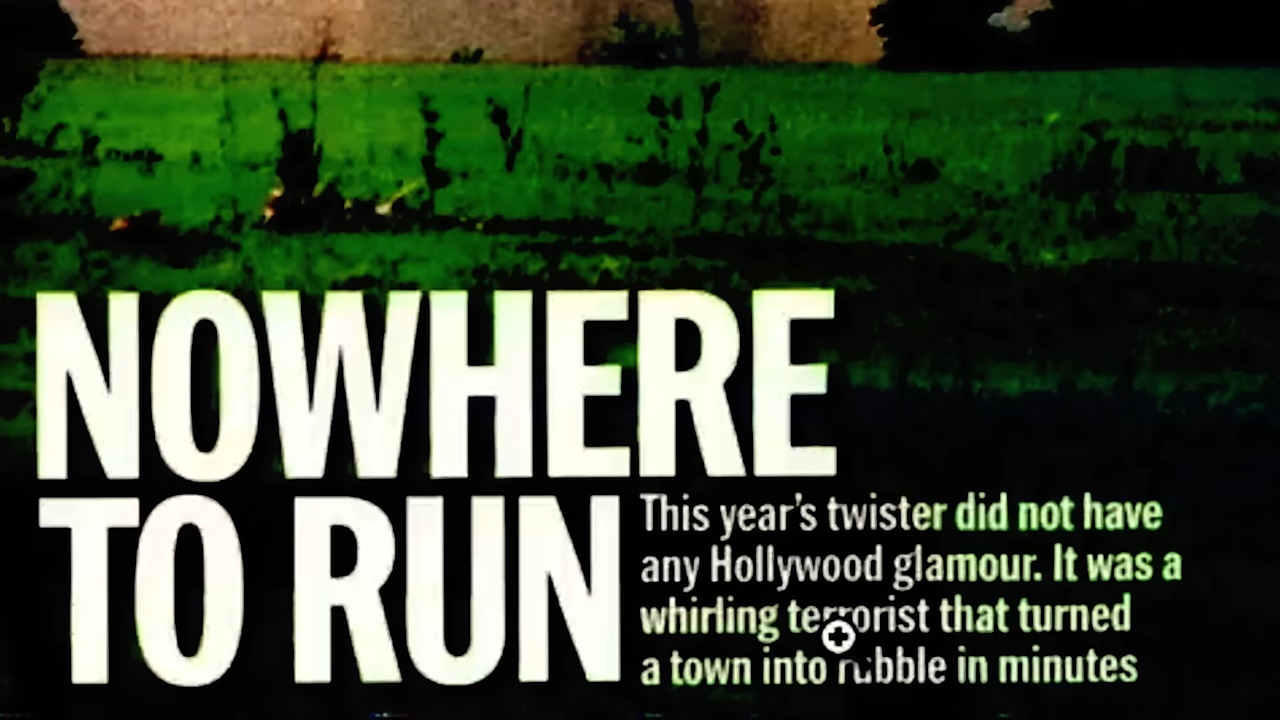 NOWHERE
TO RUN
This year's twister did not have
any Hollywood glamour. It was a
whirling terrorist that turned
a town into rubble in minutes